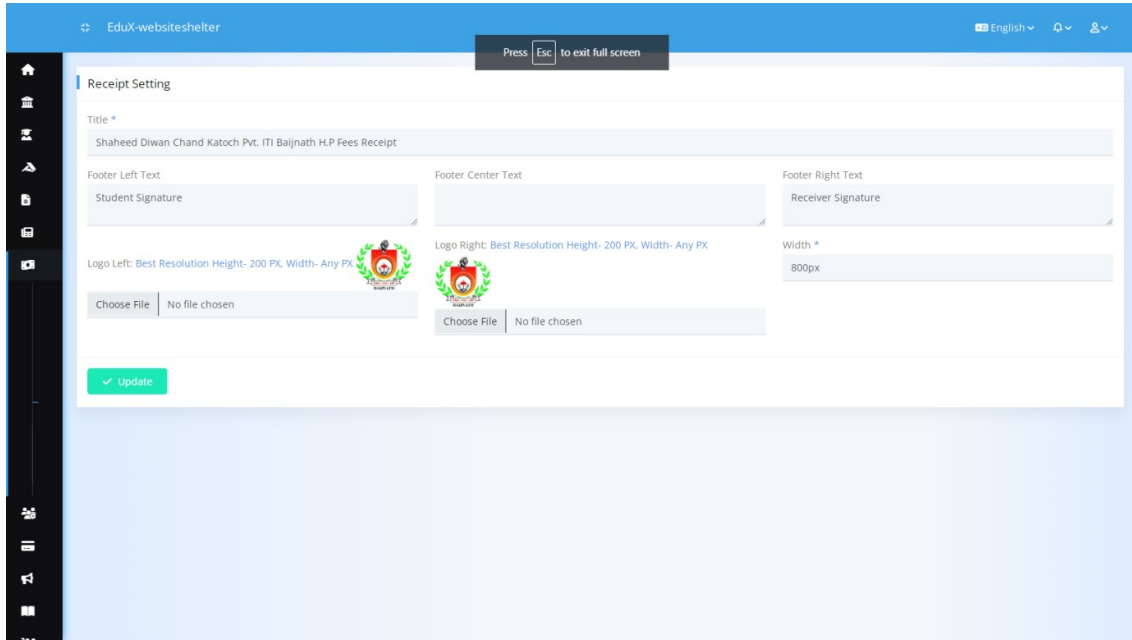 EduX-websiteshelter
English
Press Esc to exit full screen
Receipt Setting
Title *
Shaheed Diwan Chand Katoch Pvt. ITI Baijnath H.P Fees Receipt
Footer Left Text
Footer Center Text
Footer Right Text
Student Signature
Receiver Signature
Logo Left: Best Resolution Height- 200 PX, Width- Any PX
Logo Right: Best Resolution Height- 200 PX, Width- Any PX
Width *
BAIJNATH
800px
Choose File No file chosen
Choose File No file chosen
Update